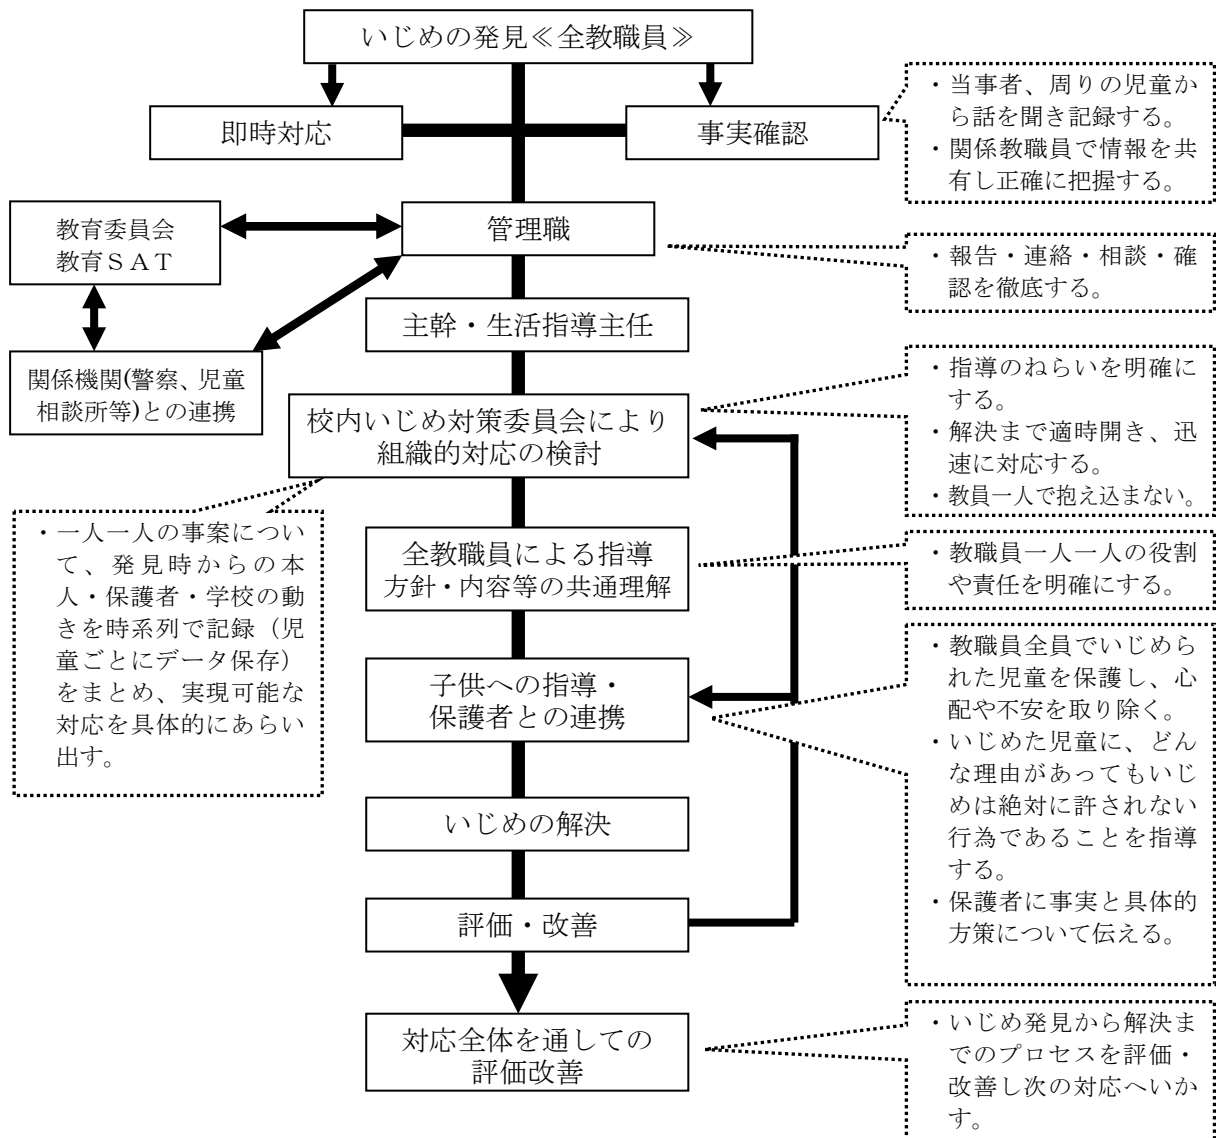 いじめの発見≪全教職員≫
即時対応
事実確認
・当事者、周りの児童か
ら話を聞き記録する。
・関係教職員で情報を共
有し正確に把握する。
教育委員会
教育ＳＡＴ
管理職
・報告・連絡・相談・確
認を徹底する。
主幹・生活指導主任
関係機関(警察、児童
相談所等)との連携
校内いじめ対策委員会により
組織的対応の検討
・指導のねらいを明確に
する。
・解決まで適時開き、迅
速に対応する。
・教員一人で抱え込まない。
・一人一人の事案につい
て、発見時からの本
人・保護者・学校の動
きを時系列で記録（児
童ごとにデータ保存）
をまとめ、実現可能な
対応を具体的にあらい
出す。
全教職員による指導
方針・内容等の共通理解
・教職員一人一人の役割
や責任を明確にする。
子供への指導・
保護者との連携
・教職員全員でいじめら
れた児童を保護し、心
配や不安を取り除く。
・いじめた児童に、どん
な理由があってもいじ
めは絶対に許されない
行為であることを指導
する。
・保護者に事実と具体的
方策について伝える。
いじめの解決
評価・改善
対応全体を通しての
評価改善
・いじめ発見から解決ま
でのプロセスを評価・
改善し次の対応へいか
す。